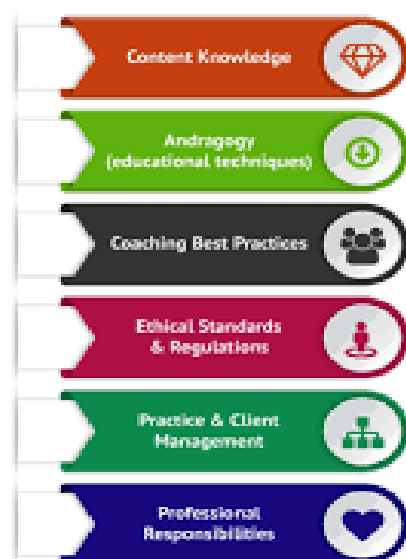 Content Knowledge
Andragogy
(educational techniques)
Coaching Best Practices
Ethical Standards
& Regulations
Practice & Client
Management
Professional
Responsibilities